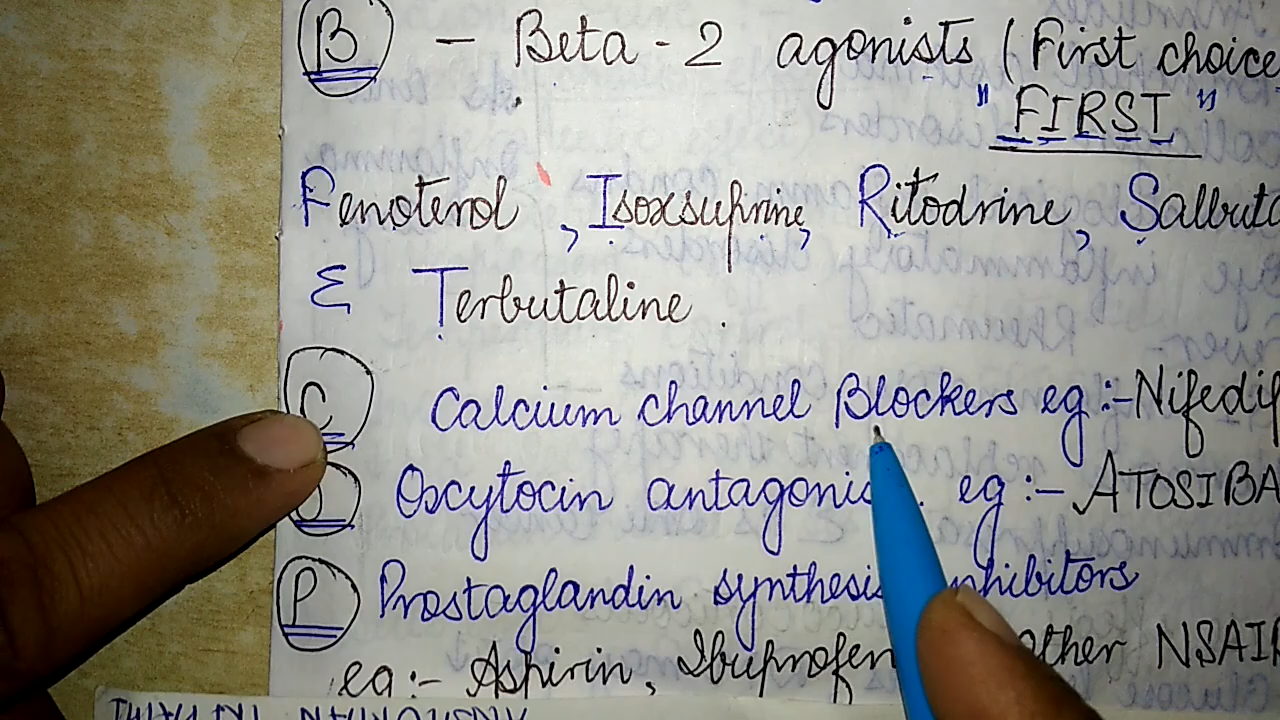 B - Beta-2 agonists (First choice
"FIRST"
Fenoterol, Isoxsuprine, Ritodrine, Salbuta
& Terbutaline.
C Calcium channel Blockers eg:- Nifedip
O Oxytocin antagonis. eg:- ATOSIBA
P Prostaglandin synthesis inhibitors
eg:- Aspirin, Ibuprofen other NSAID